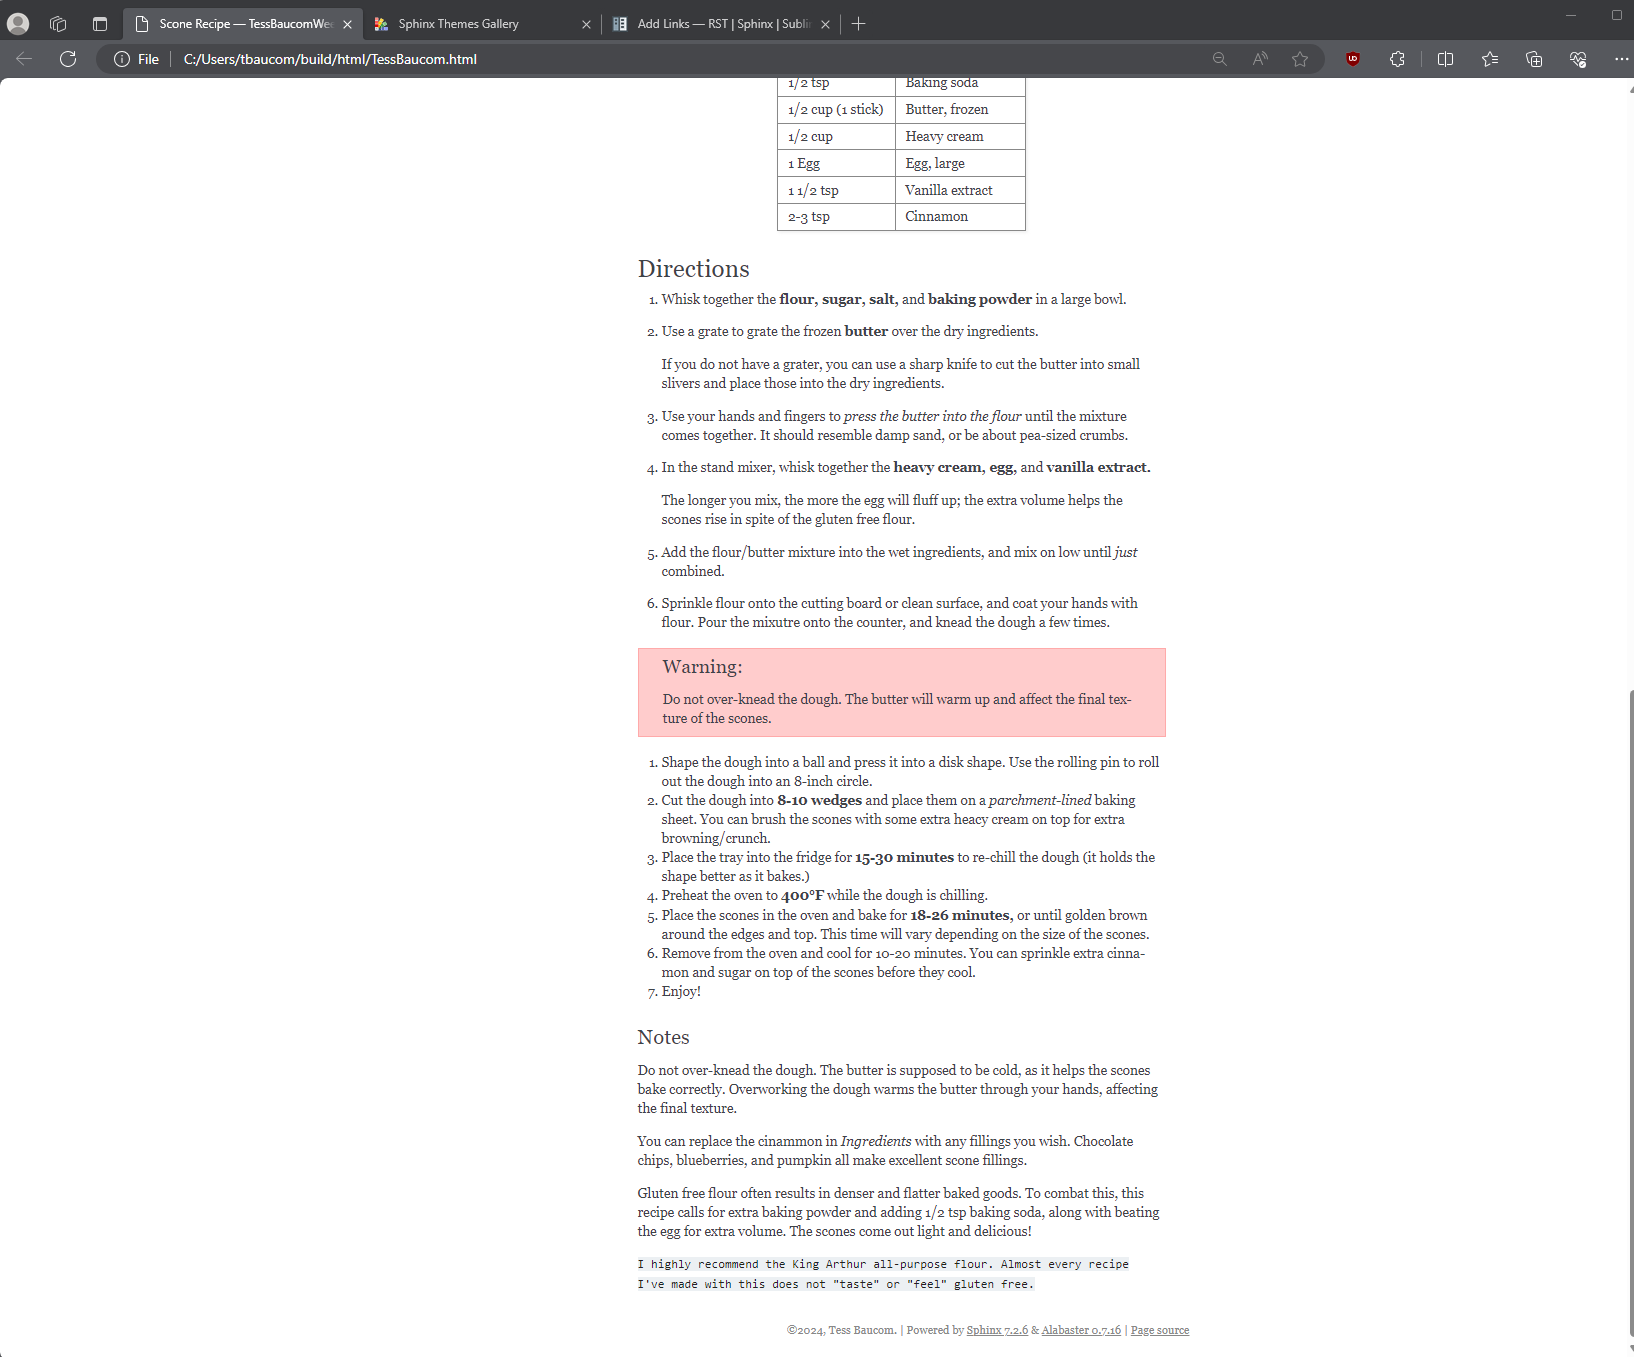 Scone Recipe — TessBaucomWe
Sphinx Themes Gallery
Add Links — RST | Sphinx | Subli
File
C:/Users/tbaucom/build/html/TessBaucom.html
1/2 tsp Baking soda
1/2 cup (1 stick) Butter, frozen
1/2 cup Heavy cream
1 Egg Egg, large
1 1/2 tsp Vanilla extract
2-3 tsp Cinnamon
Directions
1. Whisk together the flour, sugar, salt, and baking powder in a large bowl.
2. Use a grate to grate the frozen butter over the dry ingredients.
If you do not have a grater, you can use a sharp knife to cut the butter into small
slivers and place those into the dry ingredients.
3. Use your hands and fingers to press the butter into the flour until the mixture
comes together. It should resemble damp sand, or be about pea-sized crumbs.
4. In the stand mixer, whisk together the heavy cream, egg, and vanilla extract.
The longer you mix, the more the egg will fluff up; the extra volume helps the
scones rise in spite of the gluten free flour.
5. Add the flour/butter mixture into the wet ingredients, and mix on low until just
combined.
6. Sprinkle flour onto the cutting board or clean surface, and coat your hands with
flour. Pour the mixutre onto the counter, and knead the dough a few times.
Warning:
Do not over-knead the dough. The butter will warm up and affect the final tex-
ture of the scones.
1. Shape the dough into a ball and press it into a disk shape. Use the rolling pin to roll
out the dough into an 8-inch circle.
2. Cut the dough into 8-10 wedges and place them on a parchment-lined baking
sheet. You can brush the scones with some extra heacy cream on top for extra
browning/crunch.
3. Place the tray into the fridge for 15-30 minutes to re-chill the dough (it holds the
shape better as it bakes.)
4. Preheat the oven to 400°F while the dough is chilling.
5. Place the scones in the oven and bake for 18-26 minutes, or until golden brown
around the edges and top. This time will vary depending on the size of the scones.
6. Remove from the oven and cool for 10-20 minutes. You can sprinkle extra cinna-
mon and sugar on top of the scones before they cool.
7. Enjoy!
Notes
Do not over-knead the dough. The butter is supposed to be cold, as it helps the scones
bake correctly. Overworking the dough warms the butter through your hands, affecting
the final texture.
You can replace the cinammon in Ingredients with any fillings you wish. Chocolate
chips, blueberries, and pumpkin all make excellent scone fillings.
Gluten free flour often results in denser and flatter baked goods. To combat this, this
recipe calls for extra baking powder and adding 1/2 tsp baking soda, along with beating
the egg for extra volume. The scones come out light and delicious!
I highly recommend the King Arthur all-purpose flour. Almost every recipe
I've made with this does not "taste" or "feel" gluten free.
©2024, Tess Baucom. | Powered by Sphinx 7.2.6 & Alabaster 0.7.16 | Page source